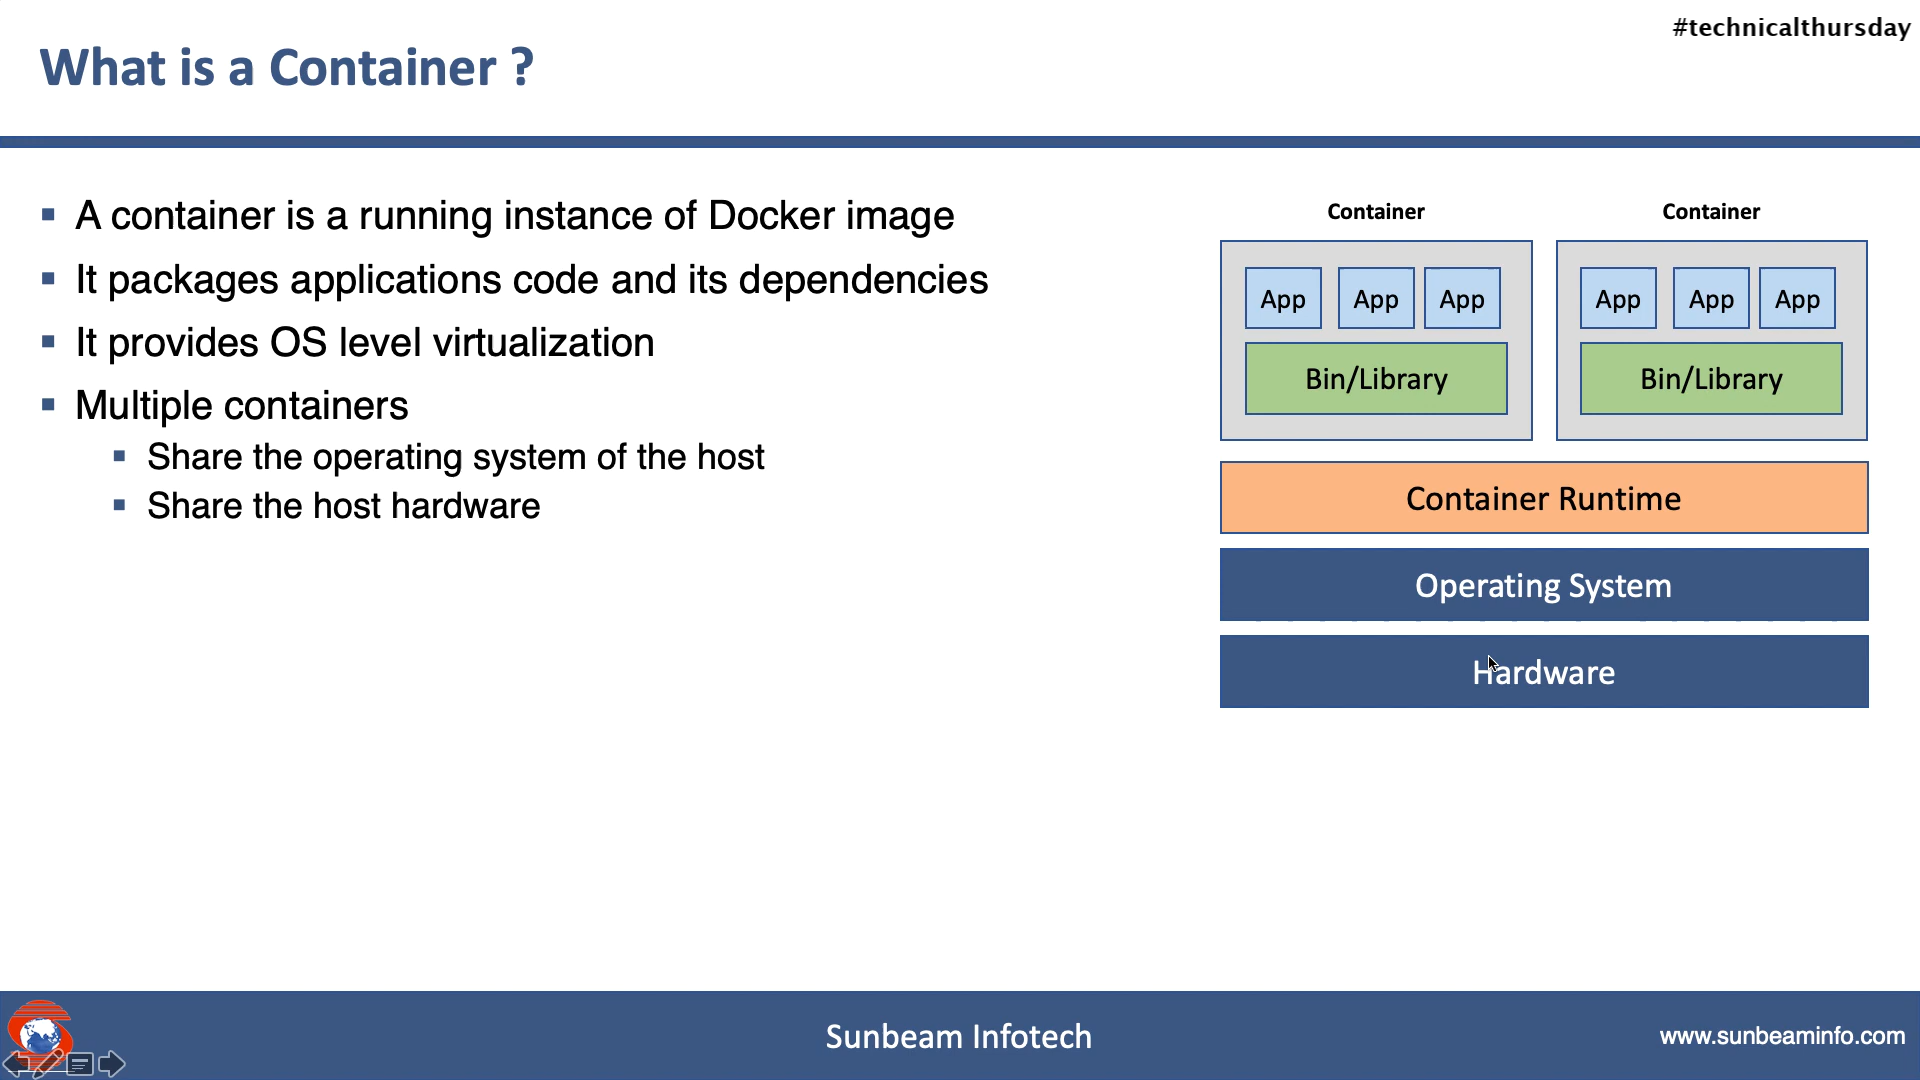 #technicalthursday
What is a Container ?
A container is a running instance of Docker image
It packages applications code and its dependencies
It provides OS level virtualization
Multiple containers
Share the operating system of the host
Share the host hardware
Container Container
App App App App App App
Bin/Library Bin/Library
Container Runtime
Operating System
Hardware
Sunbeam Infotech
www.sunbeaminfo.com